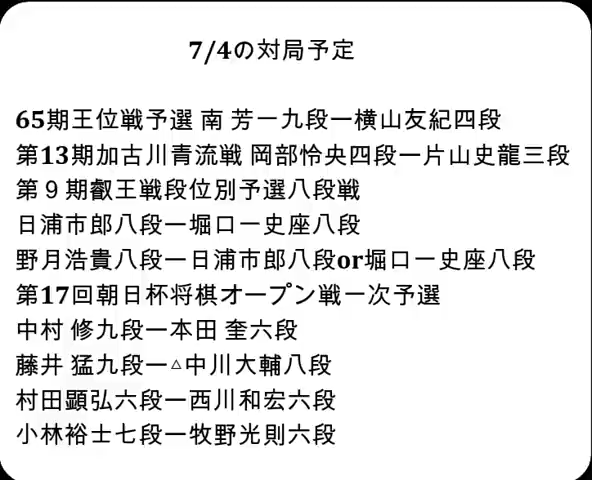 7/4の対局予定
65期王位戦予選 南 芳一九段ー横山友紀四段
第13期加古川青流戦 岡部怜央四段ー片山史龍三段
第９期叡王戦段位別予選八段戦
日浦市郎八段ー堀口一史座八段
野月浩貴八段ー日浦市郎八段or堀口一史座八段
第17回朝日杯将棋オープン戦一次予選
中村 修九段ー本田 奎六段
藤井 猛九段ー△中川大輔八段
村田顕弘六段ー西川和宏六段
小林裕士七段ー牧野光則六段